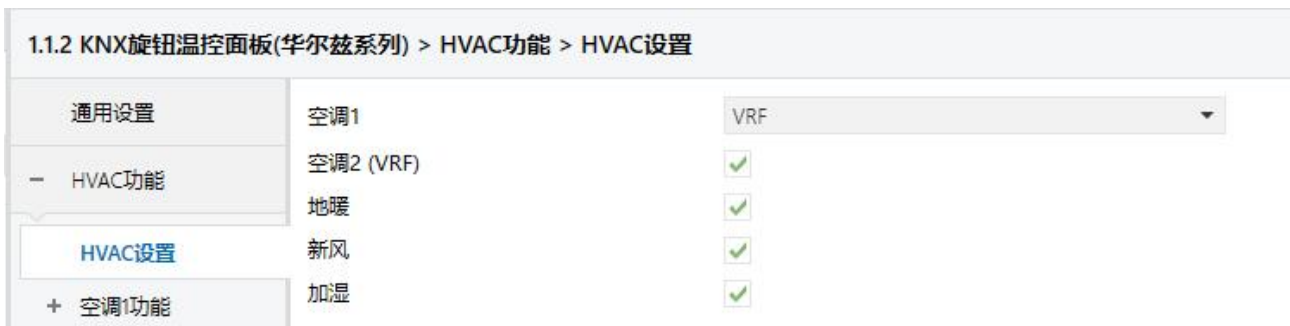 1.1.2 KNX旋钮温控面板(华尔兹系列) > HVAC功能 > HVAC设置
通用设置
HVAC功能
HVAC设置
空调1功能
空调1 VRF
空调2 (VRF)
地暖
新风
加湿